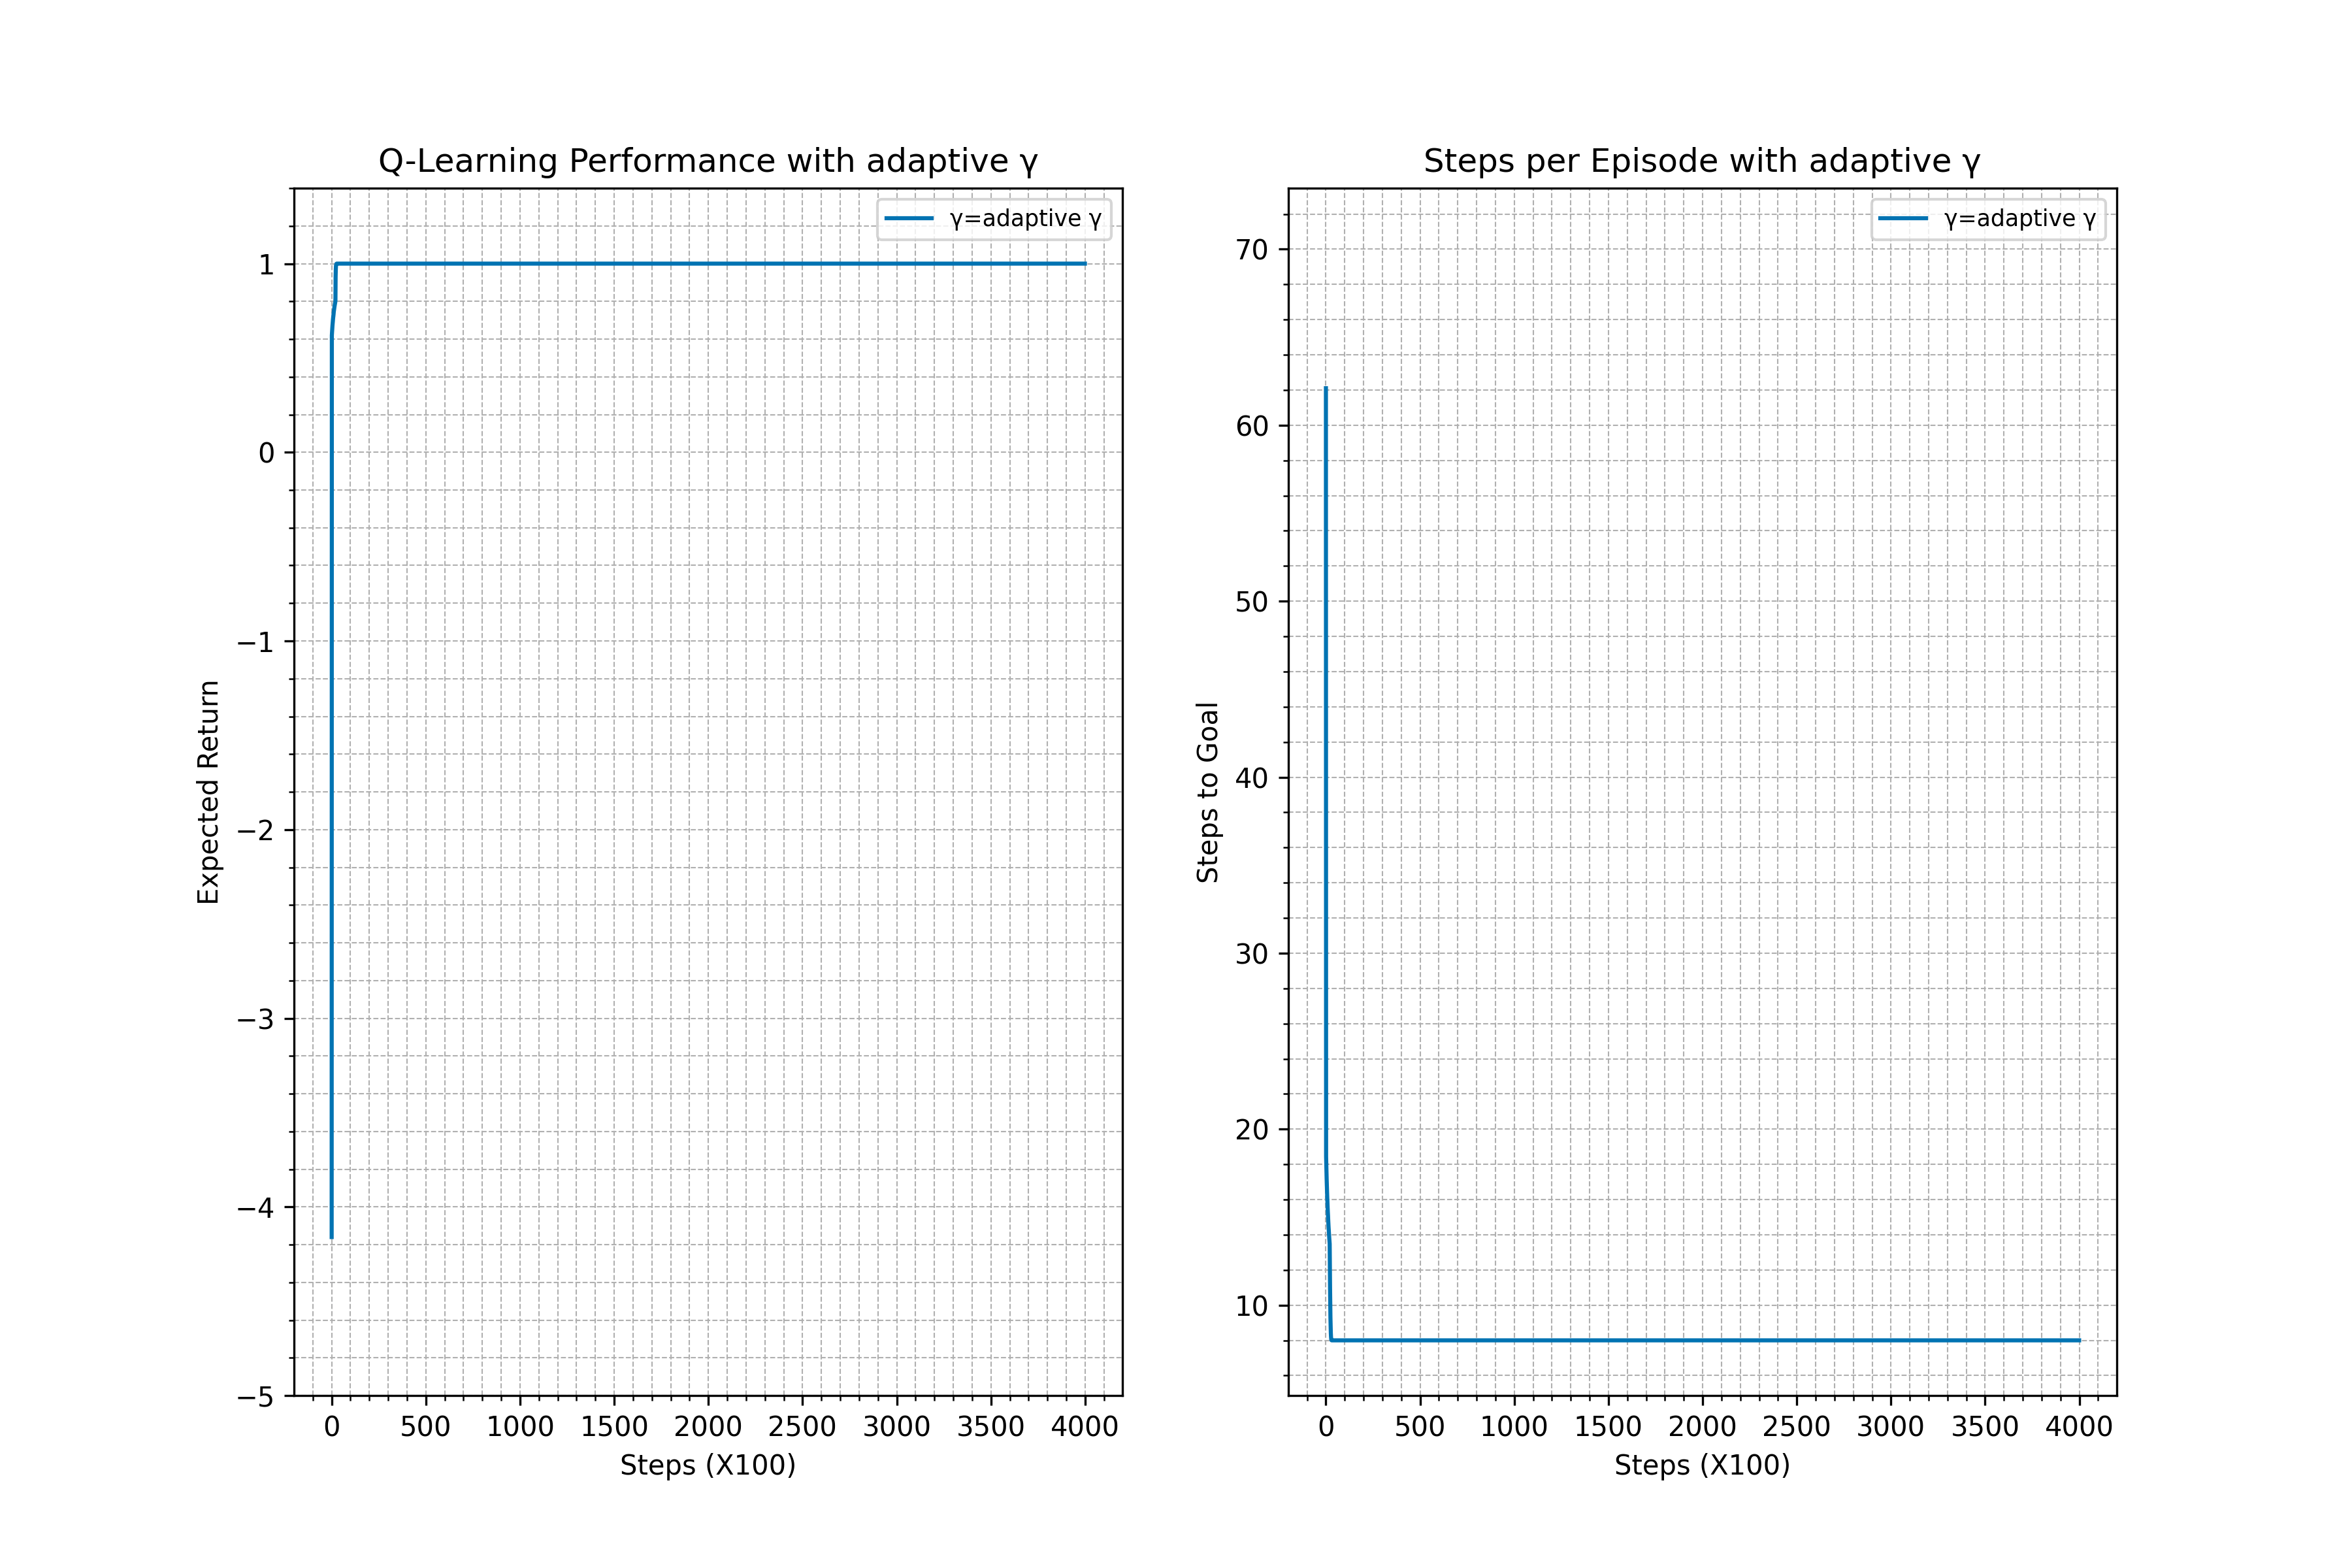 Q-Learning Performance with adaptive γ
γ=adaptive γ
1
0
−1
−2
−3
−4
−5
Expected Return
0 500 1000 1500 2000 2500 3000 3500 4000
Steps (X100)
Steps per Episode with adaptive γ
γ=adaptive γ
70
60
50
40
30
20
10
Steps to Goal
0 500 1000 1500 2000 2500 3000 3500 4000
Steps (X100)